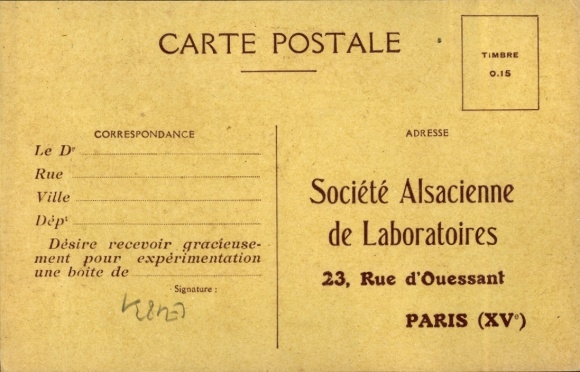 CARTE POSTALE
TIMBRE
0.15
CORRESPONDANCE
Le Dr
Rue
Ville
Dépt
Désire recevoir gracieuse-
ment pour expérimentation
une boîte de
Signature :
ADRESSE
Société Alsacienne
de Laboratoires
23, Rue d'Ouessant
PARIS (XVe)